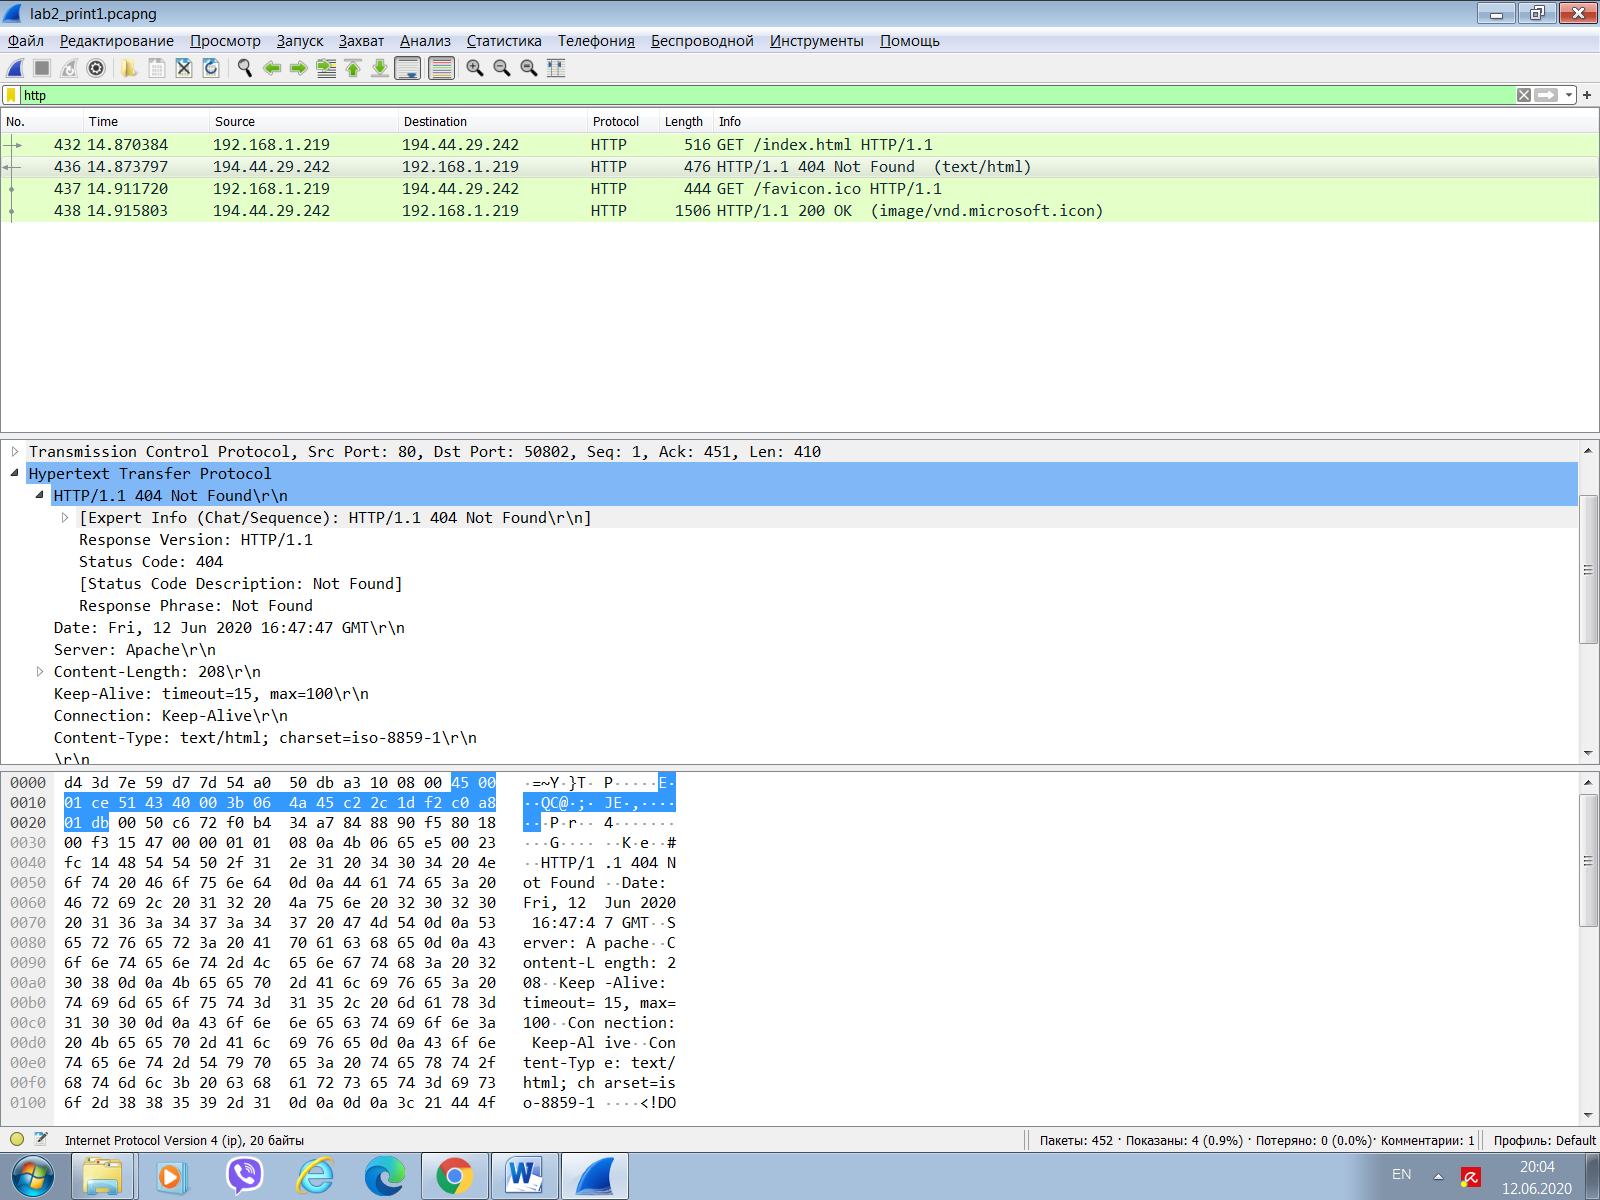 lab2_print1.pcapng
Файл Редактирование Просмотр Запуск Захват Анализ Статистика Телефония Беспроводной Инструменты Помощь
http
No. Time Source Destination Protocol Length Info
432 14.870384 192.168.1.219 194.44.29.242 HTTP 516 GET /index.html HTTP/1.1
436 14.873797 194.44.29.242 192.168.1.219 HTTP 476 HTTP/1.1 404 Not Found (text/html)
437 14.911720 192.168.1.219 194.44.29.242 HTTP 444 GET /favicon.ico HTTP/1.1
438 14.915803 194.44.29.242 192.168.1.219 HTTP 1506 HTTP/1.1 200 OK (image/vnd.microsoft.icon)
Transmission Control Protocol, Src Port: 80, Dst Port: 50802, Seq: 1, Ack: 451, Len: 410
Hypertext Transfer Protocol
HTTP/1.1 404 Not Found\r\n
[Expert Info (Chat/Sequence): HTTP/1.1 404 Not Found\r\n]
Response Version: HTTP/1.1
Status Code: 404
[Status Code Description: Not Found]
Response Phrase: Not Found
Date: Fri, 12 Jun 2020 16:47:47 GMT\r\n
Server: Apache\r\n
Content-Length: 208\r\n
Keep-Alive: timeout=15, max=100\r\n
Connection: Keep-Alive\r\n
Content-Type: text/html; charset=iso-8859-1\r\n
\r\n
0000 d4 3d 7e 59 d7 7d 54 a0 50 db a3 10 08 00 45 00 ·=~Y·}T· P·····E·
0010 01 ce 51 43 40 00 3b 06 4a 45 c2 2c 1d f2 c0 a8 ··QC@·;· JE·,····
0020 01 db 00 50 c6 72 f0 b4 34 a7 84 88 90 f5 80 18 ···P·r·· 4·······
0030 00 f3 15 47 00 00 01 01 08 0a 4b 06 65 e5 00 23 ···G···· ··K·e··#
0040 fc 14 48 54 54 50 2f 31 2e 31 20 34 30 34 20 4e ··HTTP/1 .1 404 N
0050 6f 74 20 46 6f 75 6e 64 0d 0a 44 61 74 65 3a 20 ot Found ··Date:
0060 46 72 69 2c 20 31 32 20 4a 75 6e 20 32 30 32 30 Fri, 12 Jun 2020
0070 20 31 36 3a 34 37 3a 34 37 20 47 4d 54 0d 0a 53 16:47:4 7 GMT··S
0080 65 72 76 65 72 3a 20 41 70 61 63 68 65 0d 0a 43 erver: A pache··C
0090 6f 6e 74 65 6e 74 2d 4c 65 6e 67 74 68 3a 20 32 ontent-L ength: 2
00a0 30 38 0d 0a 4b 65 65 70 2d 41 6c 69 76 65 3a 20 08··Keep -Alive:
00b0 74 69 6d 65 6f 75 74 3d 31 35 2c 20 6d 61 78 3d timeout= 15, max=
00c0 31 30 30 0d 0a 43 6f 6e 6e 65 63 74 69 6f 6e 3a 100··Con nection:
00d0 20 4b 65 65 70 2d 41 6c 69 76 65 0d 0a 43 6f 6e Keep-Al ive··Con
00e0 74 65 6e 74 2d 54 79 70 65 3a 20 74 65 78 74 2f tent-Typ e: text/
00f0 68 74 6d 6c 3b 20 63 68 61 72 73 65 74 3d 69 73 html; ch arset=is
0100 6f 2d 38 38 35 39 2d 31 0d 0a 0d 0a 3c 21 44 4f o-8859-1 ····<!DO
Internet Protocol Version 4 (ip), 20 байты Пакеты: 452 · Показаны: 4 (0.9%) · Потеряно: 0 (0.0%)· Комментарии: 1 Профиль: Default
EN 20:04
12.06.2020